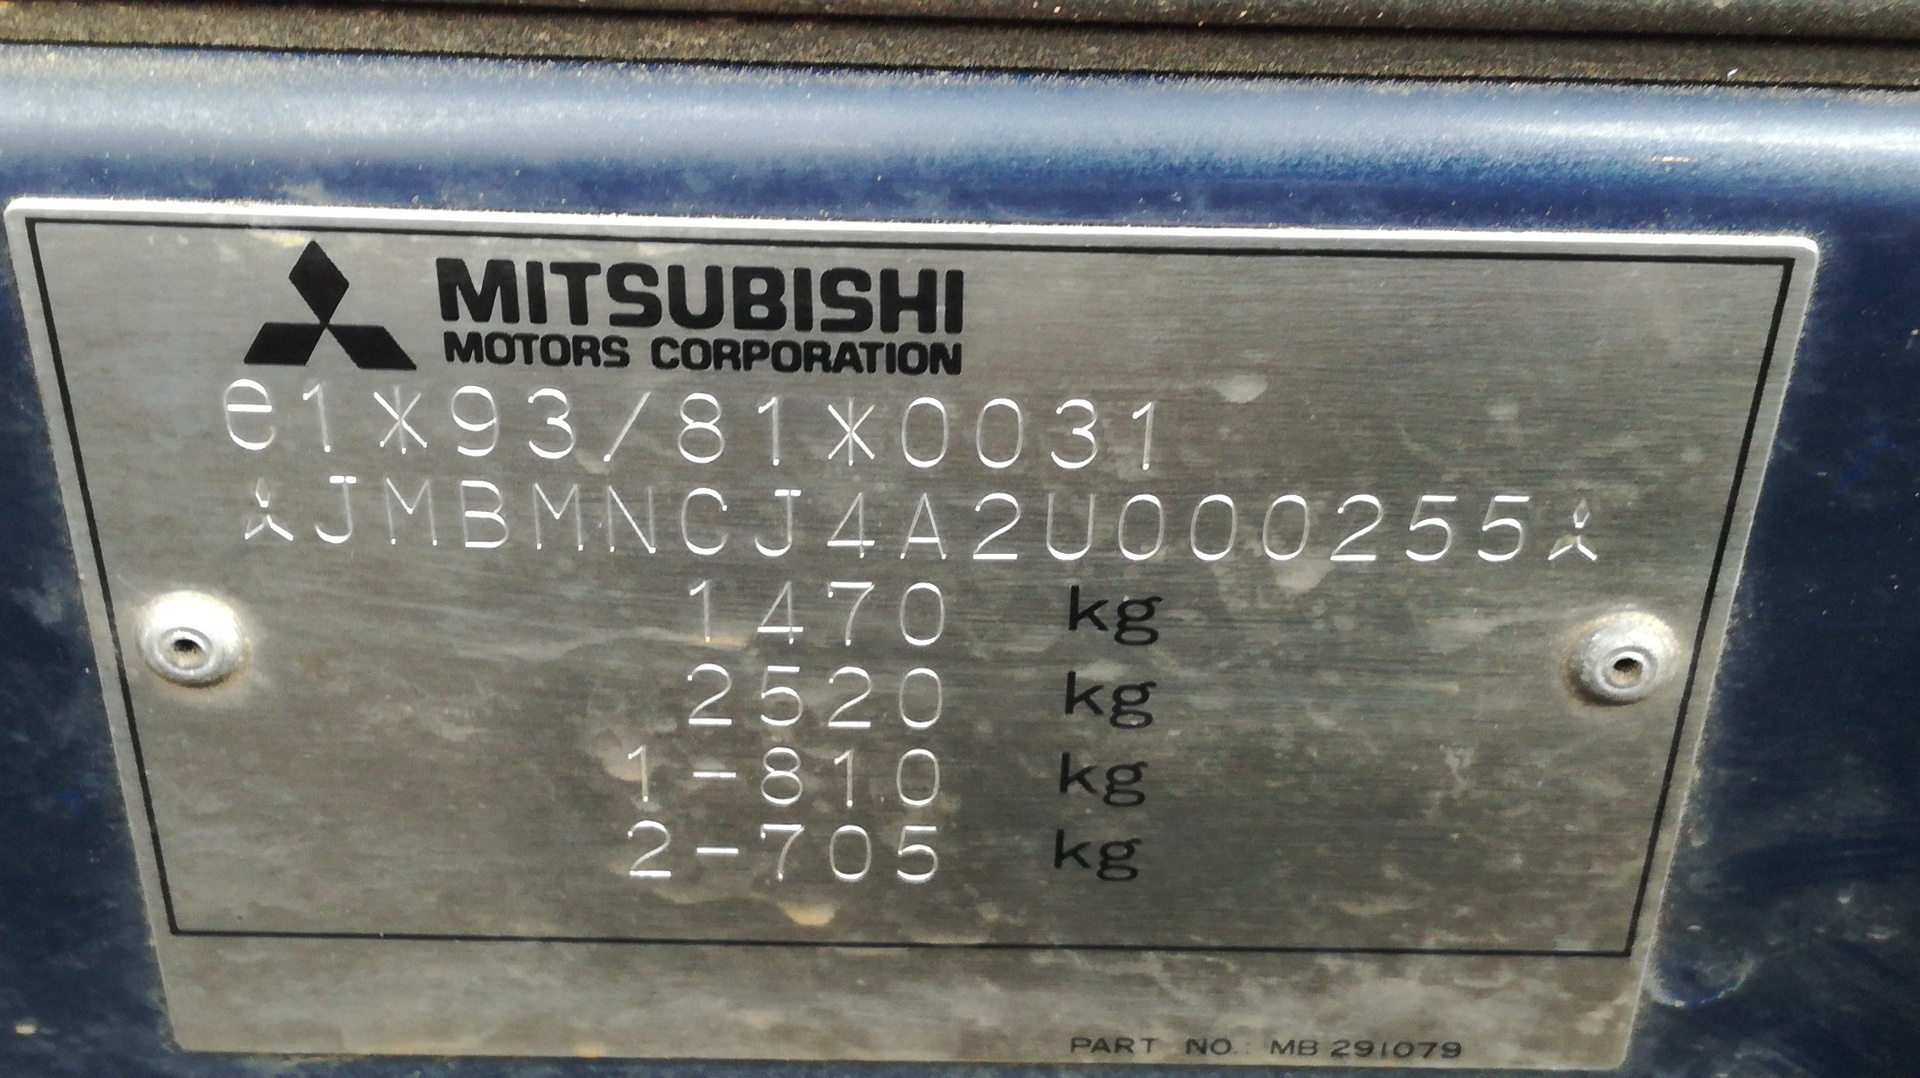 MITSUBISHI
MOTORS CORPORATION
e1*93/81*0031
JMBMNCJ4A2U000255
1470 kg
2520 kg
1-810 kg
2-705 kg
PART NO. MB 291079